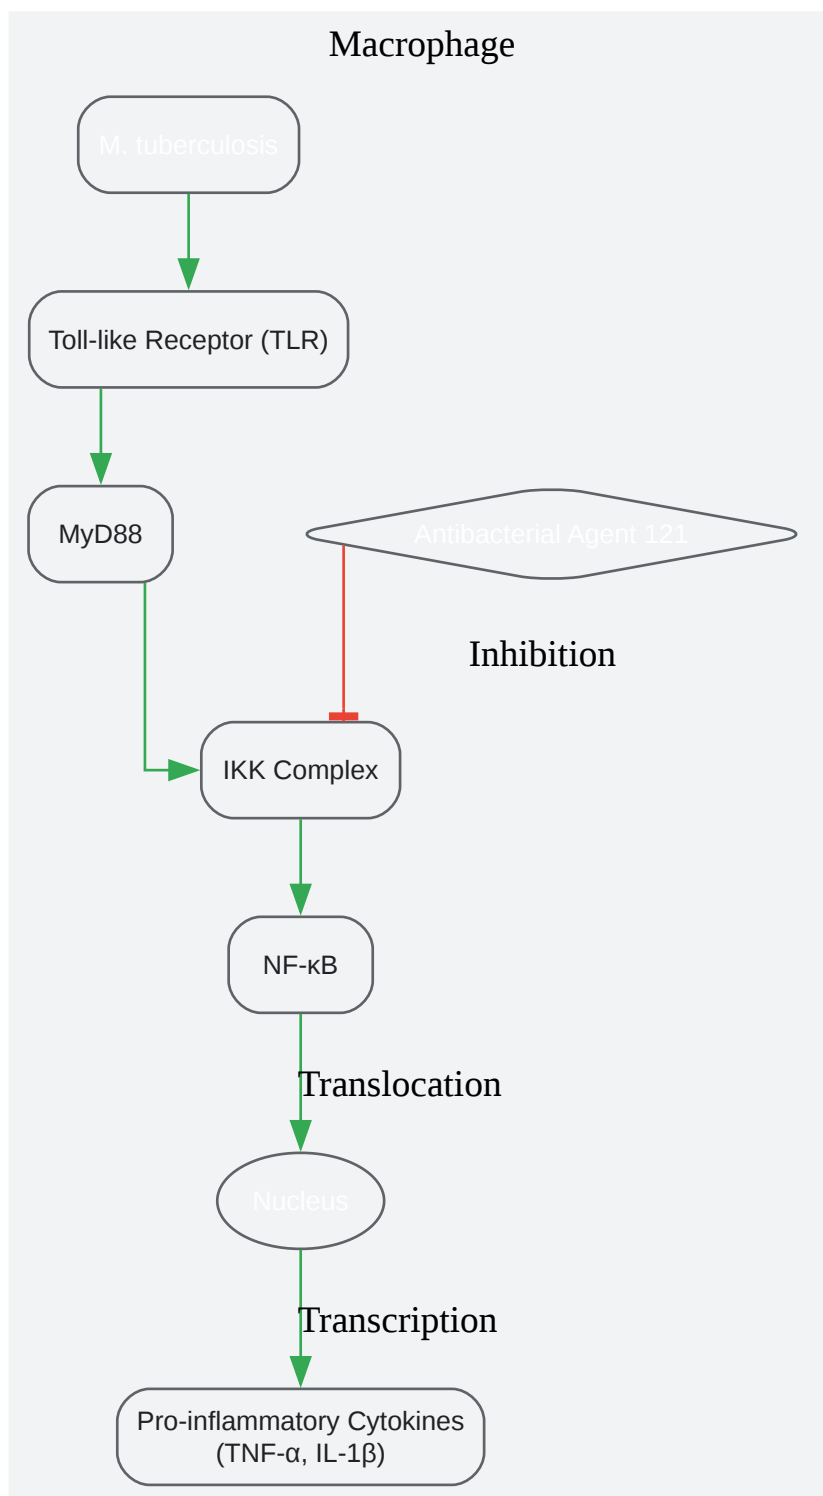 Macrophage
M. tuberculosis
Toll-like Receptor (TLR)
MyD88
Antibacterial Agent 121
Inhibition
IKK Complex
NF-κB
Translocation
Nucleus
Transcription
Pro-inflammatory Cytokines
(TNF-α, IL-1β)